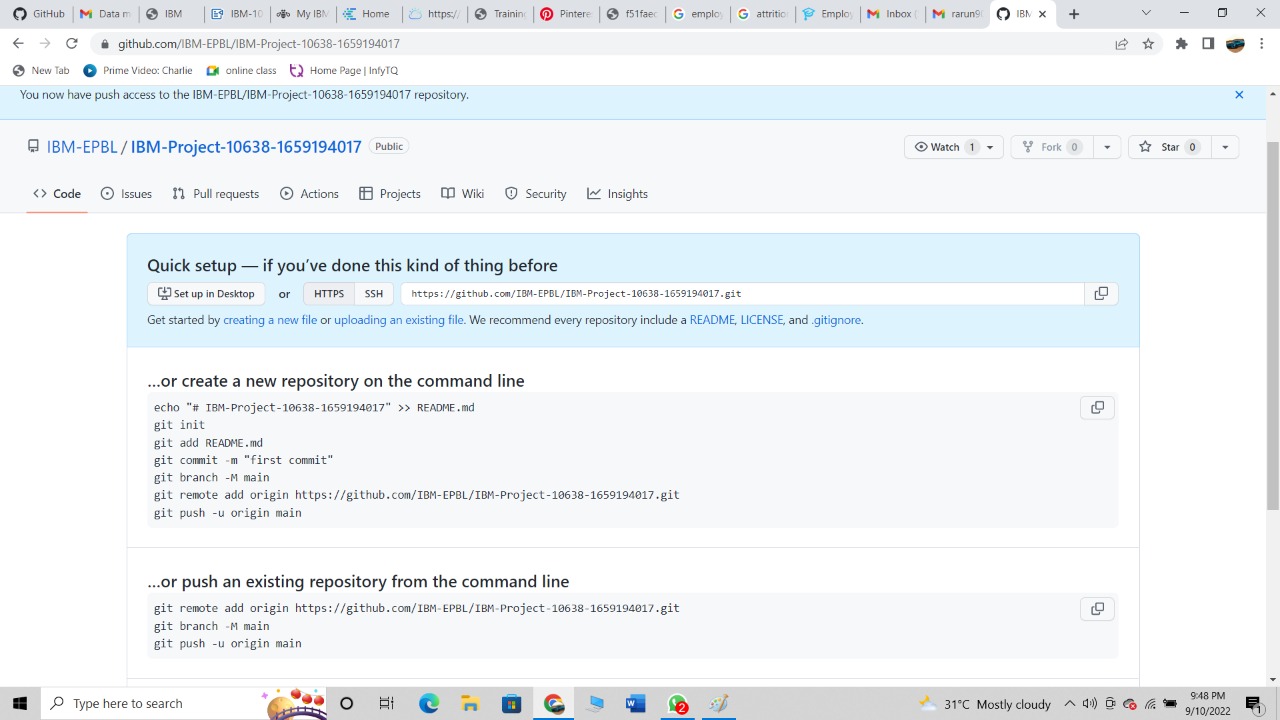 GitHub
Data m
IBM
IBM-10
My IBM
Home
https:/
Training
Pintere
f51faec
employ
attritio
Employ
Inbox (
rarun9
IBM
github.com/IBM-EPBL/IBM-Project-10638-1659194017
New Tab
Prime Video: Charlie
online class
Home Page | InfyTQ
You now have push access to the IBM-EPBL/IBM-Project-10638-1659194017 repository.
IBM-EPBL / IBM-Project-10638-1659194017
Public
Watch 1
Fork 0
Star 0
Code
Issues
Pull requests
Actions
Projects
Wiki
Security
Insights
Quick setup — if you've done this kind of thing before
Set up in Desktop
or
HTTPS
SSH
https://github.com/IBM-EPBL/IBM-Project-10638-1659194017.git
Get started by creating a new file or uploading an existing file. We recommend every repository include a README, LICENSE, and .gitignore.
…or create a new repository on the command line
echo "# IBM-Project-10638-1659194017" >> README.md
git init
git add README.md
git commit -m "first commit"
git branch -M main
git remote add origin https://github.com/IBM-EPBL/IBM-Project-10638-1659194017.git
git push -u origin main
…or push an existing repository from the command line
git remote add origin https://github.com/IBM-EPBL/IBM-Project-10638-1659194017.git
git branch -M main
git push -u origin main
Type here to search
2
31°C Mostly cloudy
9:48 PM
9/10/2022
1